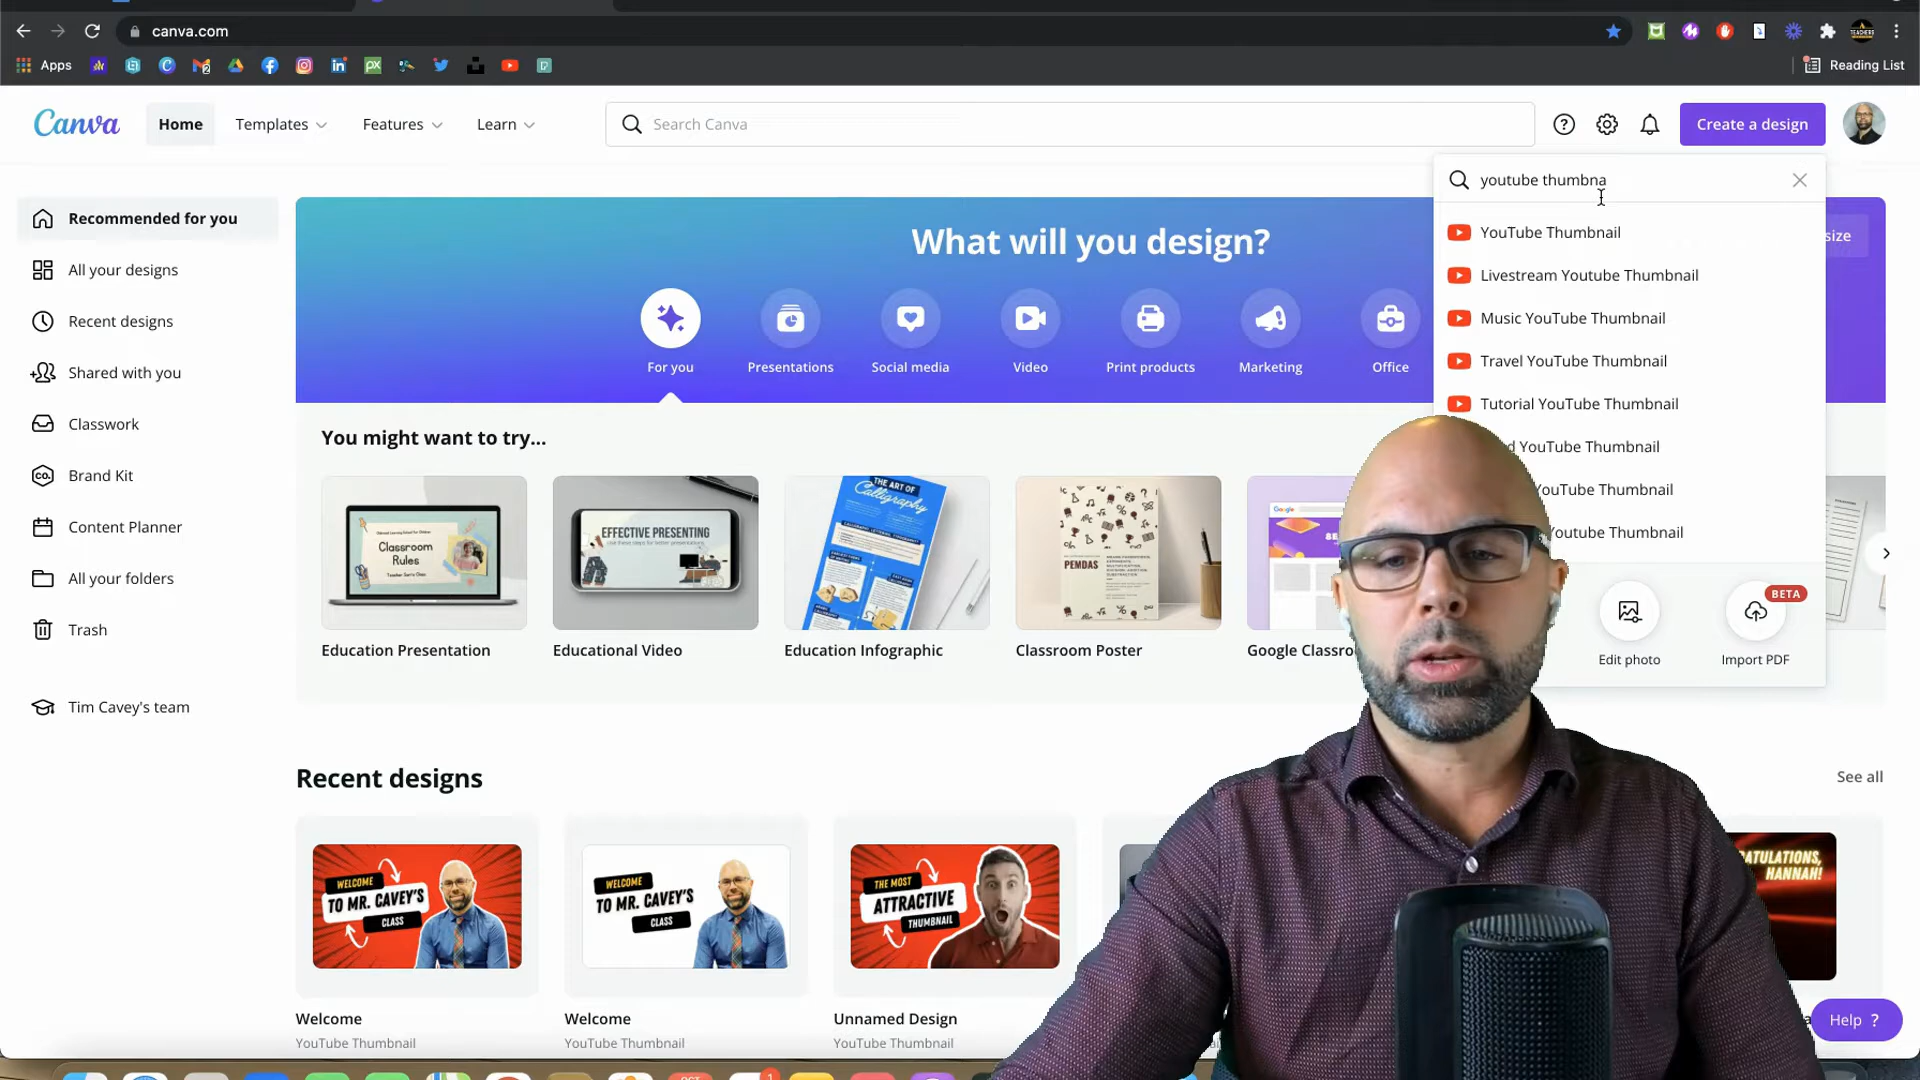 canva.com
Apps
2
Reading List
Canva
Home
Templates
Features
Learn
Search Canva
Create a design
youtube thumbna
YouTube Thumbnail
Livestream Youtube Thumbnail
Music YouTube Thumbnail
Travel YouTube Thumbnail
Tutorial YouTube Thumbnail
YouTube Thumbnail
YouTube Thumbnail
Youtube Thumbnail
Edit photo
BETA
Import PDF
size
Recommended for you
All your designs
Recent designs
Shared with you
Classwork
CO.
Brand Kit
Content Planner
All your folders
Trash
Tim Cavey's team
What will you design?
For you
Presentations
Social media
Video
Print products
Marketing
Office
You might want to try...
Classroom
Rules
EFFECTIVE PRESENTING
THE ART OF
Calligraphy
PEMDAS
Google
Education Presentation
Educational Video
Education Infographic
Classroom Poster
Google Classro
Recent designs
See all
WELCOME
TO MR. CAVEY'S
CLASS
WELCOME
TO MR. CAVEY'S
CLASS
THE MOST
ATTRACTIVE
THUMBNAIL
ATULATIONS,
HANNAH!
Welcome
YouTube Thumbnail
Welcome
YouTube Thumbnail
Unnamed Design
YouTube Thumbnail
Help ?
OCT
1